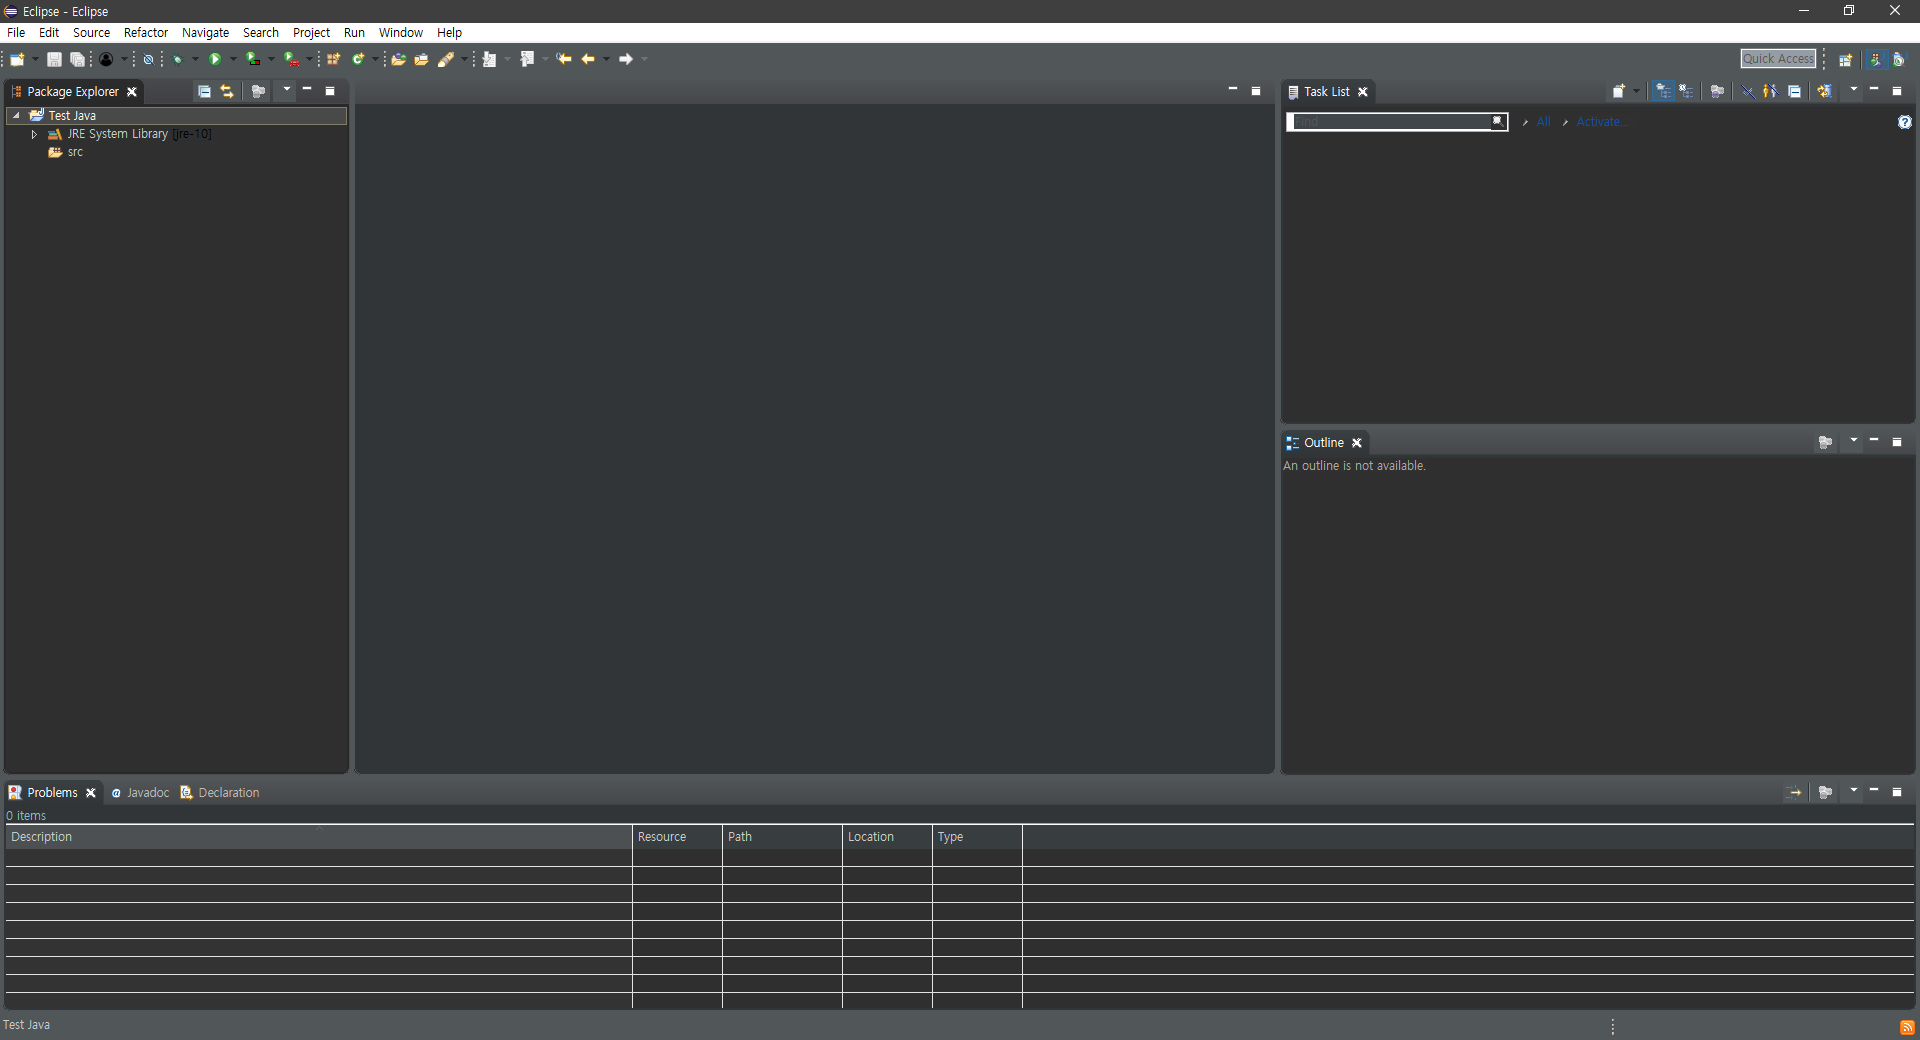 Eclipse - Eclipse
File Edit Source Refactor Navigate Search Project Run Window Help
Quick Access
Package Explorer
Task List
Test Java
JRE System Library [jre-10]
src
Find
All
Activate...
Outline
An outline is not available.
Problems
Javadoc
Declaration
0 items
Description Resource Path Location Type
Test Java